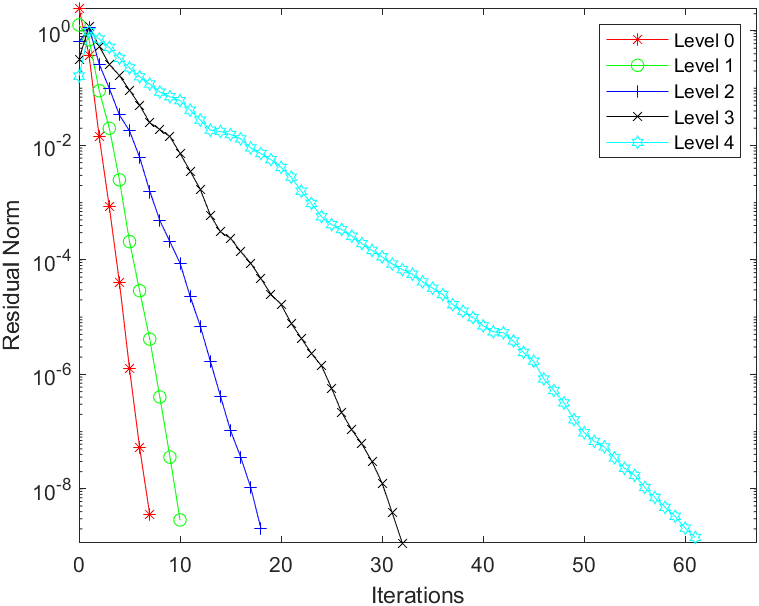 10^0
10^-2
10^-4
10^-6
10^-8
Residual Norm
0 10 20 30 40 50 60
Iterations
Level 0
Level 1
Level 2
Level 3
Level 4